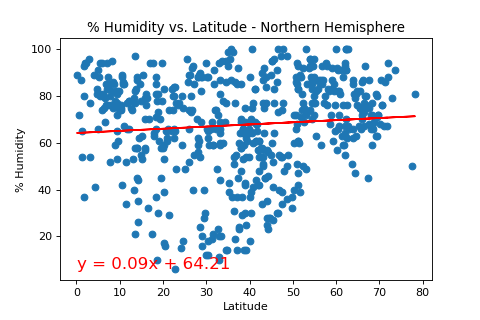 % Humidity vs. Latitude - Northern Hemisphere
100
80
60
40
20
% Humidity
y = 0.09x + 64.21
0 10 20 30 40 50 60 70 80
Latitude